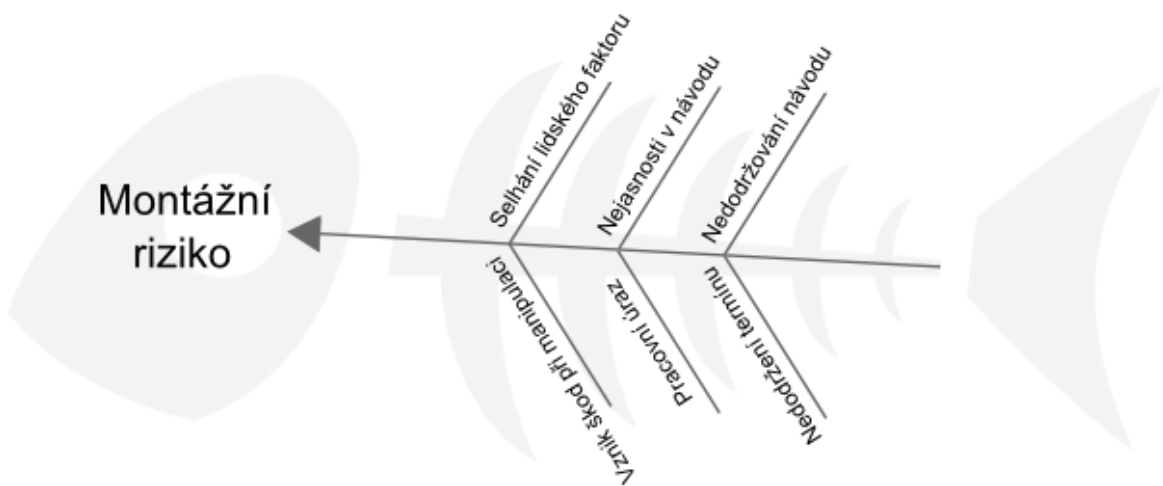 Montážní
riziko
Selhání lidského faktoru
Nejasnosti v návodu
Nedodržování návodu
Vznik škod při manipulaci
Pracovní úraz
Nedodržení termínu